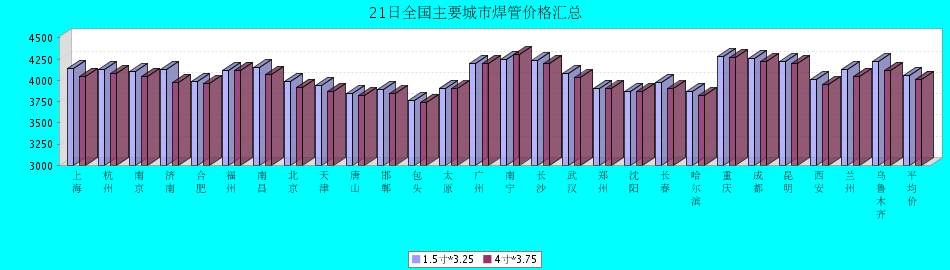 21日全国主要城市焊管价格汇总
4500
4250
4000
3750
3500
3250
3000
上海
杭州
南京
济南
合肥
福州
南昌
北京
天津
唐山
邯郸
包头
太原
广州
南宁
长沙
武汉
郑州
沈阳
长春
哈尔滨
重庆
成都
昆明
西安
兰州
乌鲁木齐
平均价
1.5寸*3.25
4寸*3.75